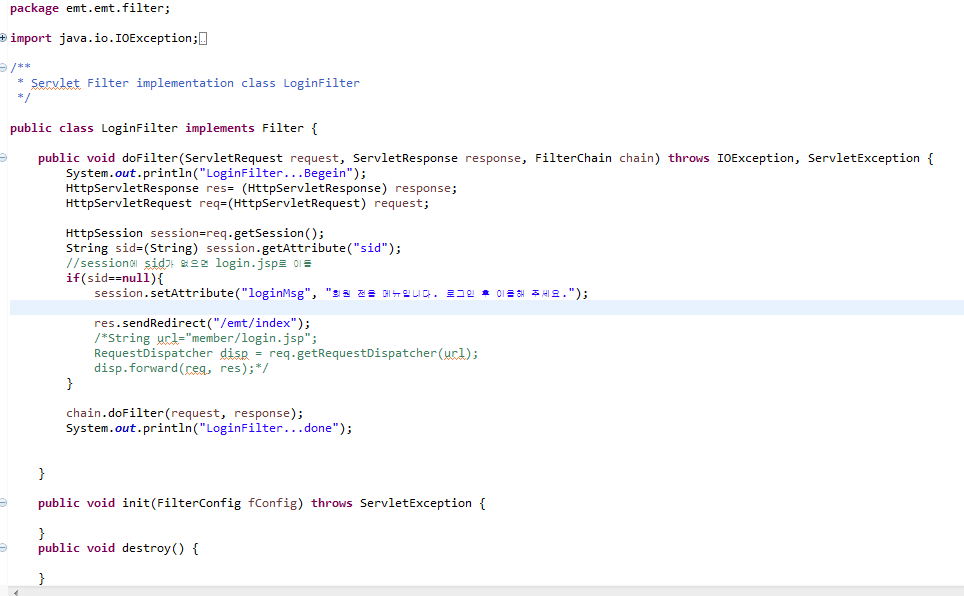 package emt.emt.filter;
import java.io.IOException;
/**
 * Servlet Filter implementation class LoginFilter
 */
public class LoginFilter implements Filter {
public void doFilter(ServletRequest request, ServletResponse response, FilterChain chain) throws IOException, ServletException {
System.out.println("LoginFilter...Begein");
HttpServletResponse res= (HttpServletResponse) response;
HttpServletRequest req=(HttpServletRequest) request;
HttpSession session=req.getSession();
String sid=(String) session.getAttribute("sid");
//session에 sid가 없으면 login.jsp로 이동
if(sid==null){
session.setAttribute("loginMsg", "회원 전용 메뉴입니다. 로그인 후 이용해 주세요.");
res.sendRedirect("/emt/index");
/*String url="member/login.jsp";
RequestDispatcher disp = req.getRequestDispatcher(url);
disp.forward(req, res);*/
}
chain.doFilter(request, response);
System.out.println("LoginFilter...done");
}
public void init(FilterConfig fConfig) throws ServletException {
}
public void destroy() {
}